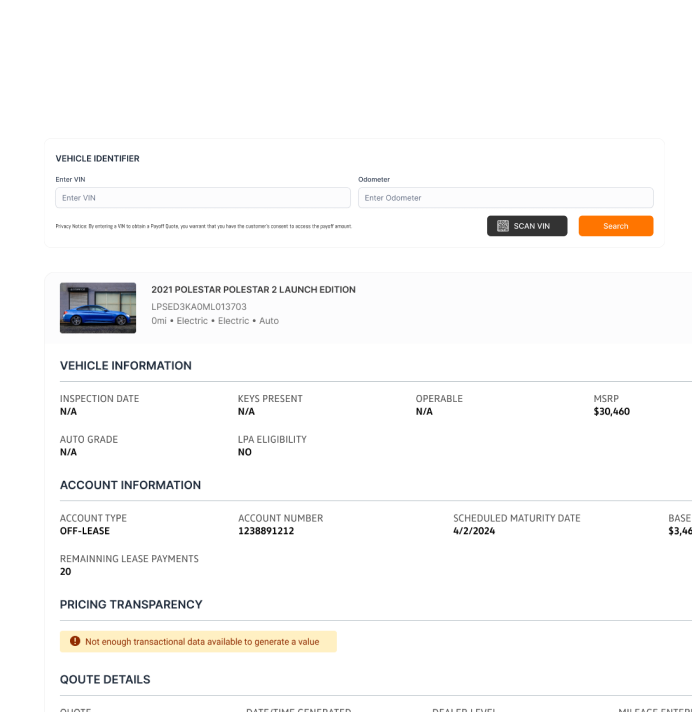 VEHICLE IDENTIFIER
Enter VIN
Odometer
Enter VIN
Enter Odometer
Privacy Notice: By entering a VIN to obtain a Payoff Quote, you warrant that you have the customer's consent to access the payoff amount.
SCAN VIN
Search
2021 POLESTAR POLESTAR 2 LAUNCH EDITION
LPSED3KA0ML013703
0mi • Electric • Electric • Auto
VEHICLE INFORMATION
INSPECTION DATE
N/A
KEYS PRESENT
N/A
OPERABLE
N/A
MSRP
$30,460
AUTO GRADE
N/A
LPA ELIGIBILITY
NO
ACCOUNT INFORMATION
ACCOUNT TYPE
OFF-LEASE
ACCOUNT NUMBER
1238891212
SCHEDULED MATURITY DATE
4/2/2024
BASE
$3,46
REMAINNING LEASE PAYMENTS
20
PRICING TRANSPARENCY
Not enough transactional data available to generate a value
QOUTE DETAILS
QUOTE
DATE/TIME GENERATED
DEALER LEVEL
MILEAGE ENTER